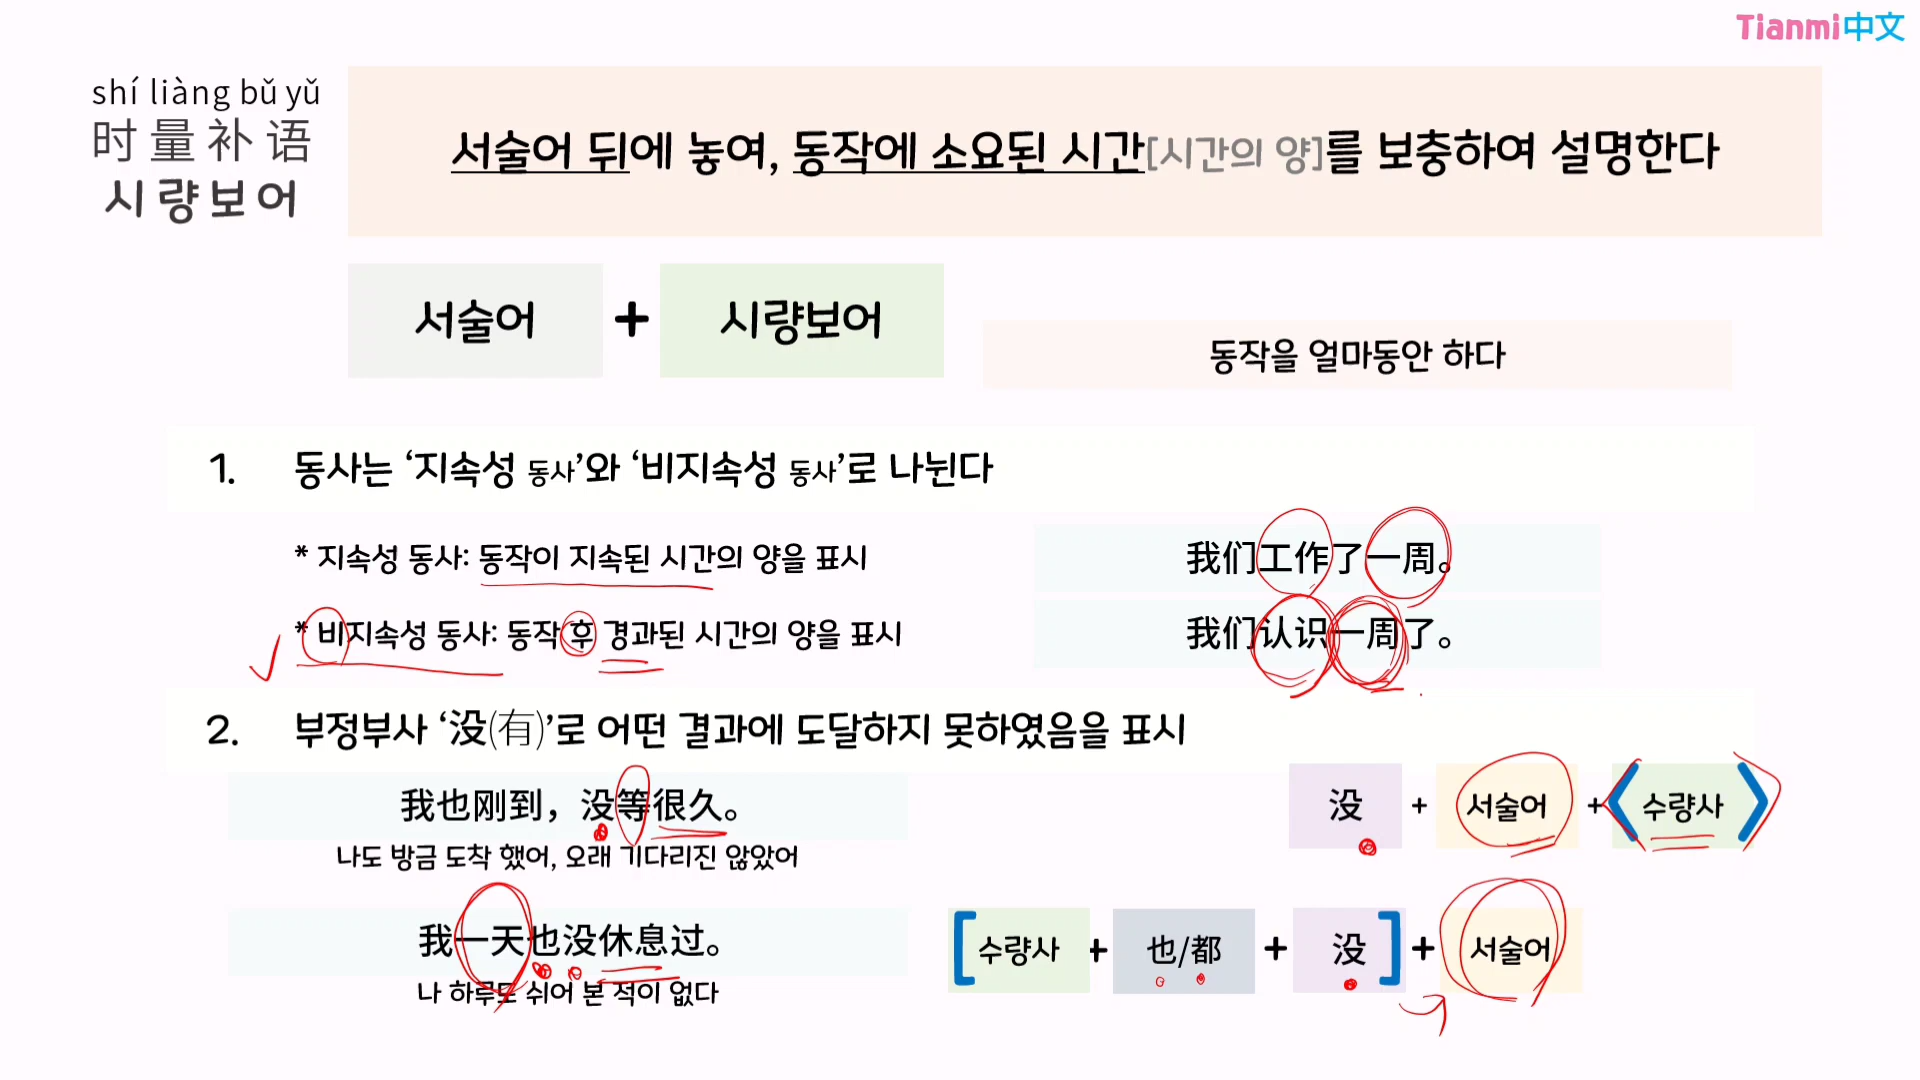 Tianmi中文
shí liàng bǔ yǔ
时量补语
시량보어
서술어 뒤에 놓여, 동작에 소요된 시간[시간의 양]를 보충하여 설명한다
서술어 + 시량보어
동작을 얼마동안 하다
1. 동사는 ‘지속성 동사’와 ‘비지속성 동사’로 나뉜다
* 지속성 동사: 동작이 지속된 시간의 양을 표시
我们工作了一周。
* 비지속성 동사: 동작 후 경과된 시간의 양을 표시
我们认识一周了。
2. 부정부사 ‘没(有)’로 어떤 결과에 도달하지 못하였음을 표시
我也刚到，没等很久。
나도 방금 도착 했어, 오래 기다리진 않았어
没 + 서술어 + 수량사
我一天也没休息过。
나 하루도 쉬어 본 적이 없다
[수량사 + 也/都 + 没] + 서술어